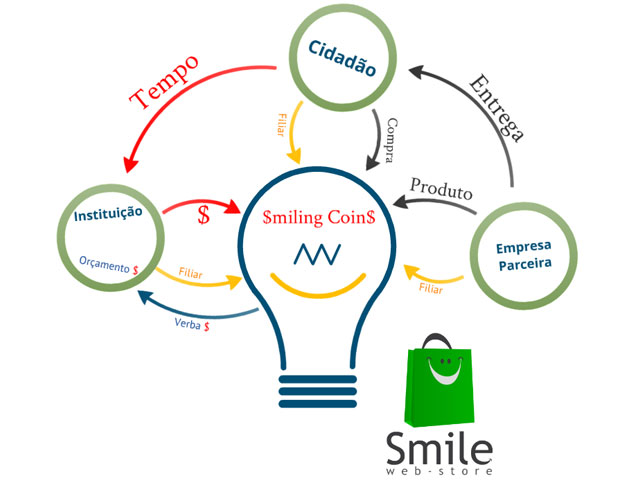 Cidadão
Tempo
Entrega
Filiar
Compra
Instituição
Orçamento $
$
Filiar
Verba $
$miling Coin$
Produto
Empresa
Parceira
Filiar
Smile
web-store